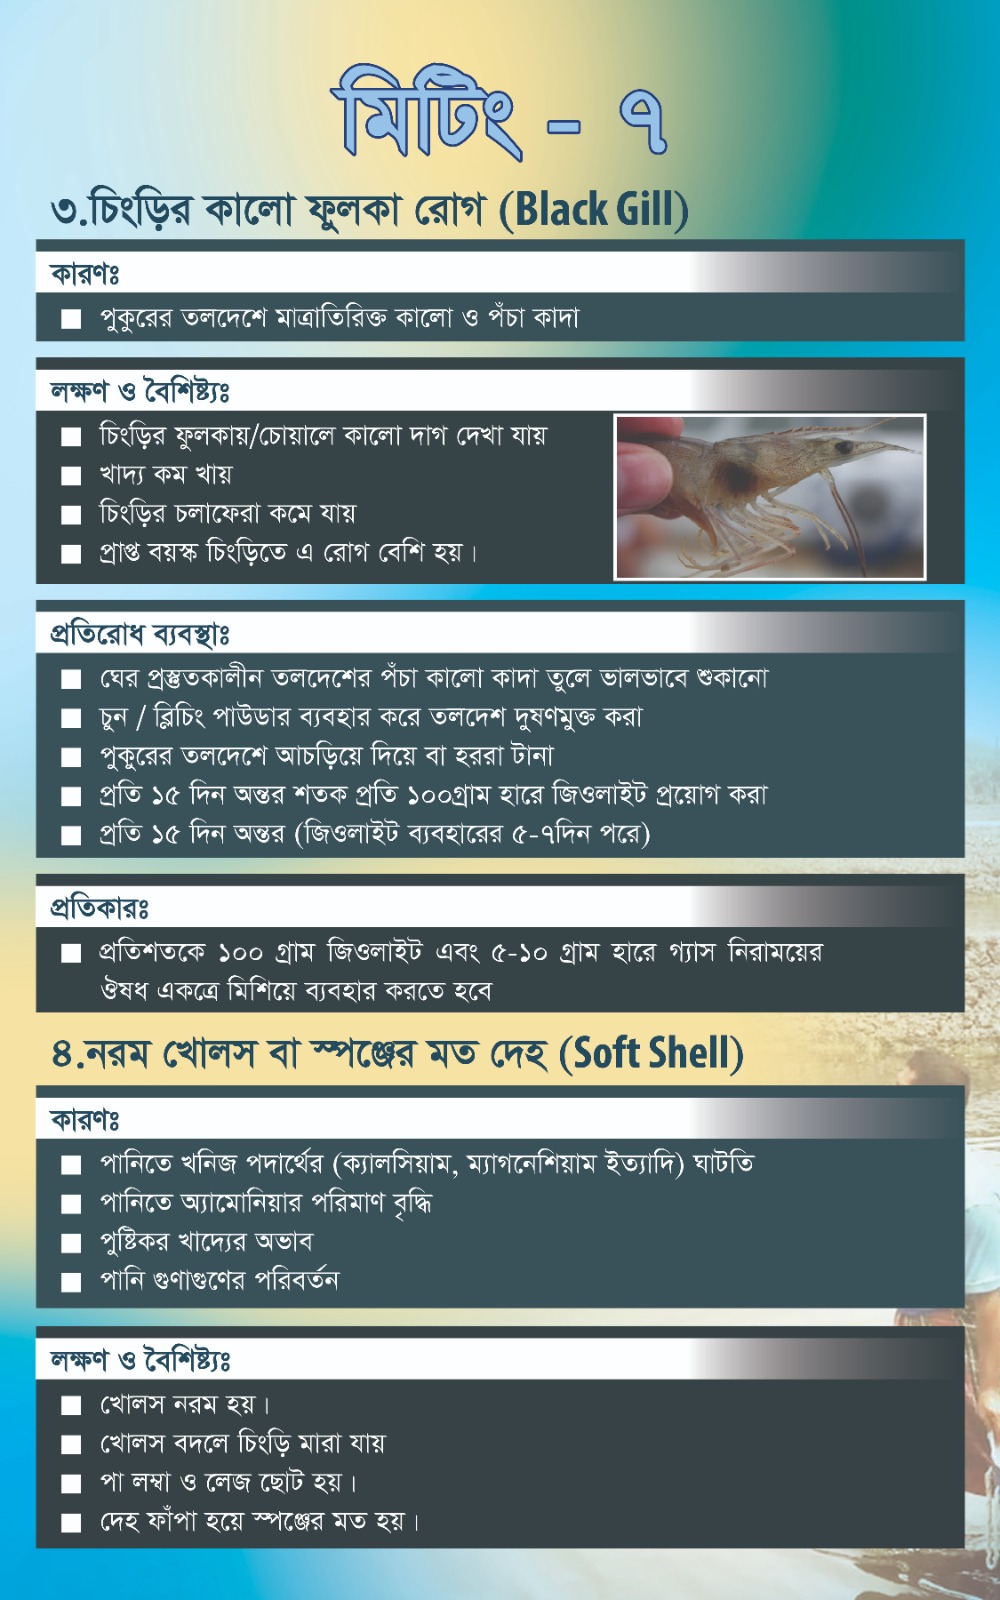 মিটিং - ৭
৩.চিংড়ির কালো ফুলকা রোগ (Black Gill)
কারণঃ
■ পুকুরের তলদেশে মাত্রাতিরিক্ত কালো ও পঁচা কাদা
লক্ষণ ও বৈশিষ্ট্যঃ
■ চিংড়ির ফুলকায়/চোয়ালে কালো দাগ দেখা যায়
■ খাদ্য কম খায়
■ চিংড়ির চলাফেরা কমে যায়
■ প্রাপ্ত বয়স্ক চিংড়িতে এ রোগ বেশি হয়।
প্রতিরোধ ব্যবস্থাঃ
■ ঘের প্রস্তুতকালীন তলদেশের পঁচা কালো কাদা তুলে ভালভাবে শুকানো
■ চুন / ব্লিচিং পাউডার ব্যবহার করে তলদেশ দুষণমুক্ত করা
■ পুকুরের তলদেশে আচড়িয়ে দিয়ে বা হররা টানা
■ প্রতি ১৫ দিন অন্তর শতক প্রতি ১০০গ্রাম হারে জিওলাইট প্রয়োগ করা
■ প্রতি ১৫ দিন অন্তর (জিওলাইট ব্যবহারের ৫-৭দিন পরে)
প্রতিকারঃ
■ প্রতিশতকে ১০০ গ্রাম জিওলাইট এবং ৫-১০ গ্রাম হারে গ্যাস নিরাময়ের
ঔষধ একত্রে মিশিয়ে ব্যবহার করতে হবে
৪.নরম খোলস বা স্পঞ্জের মত দেহ (Soft Shell)
কারণঃ
■ পানিতে খনিজ পদার্থের (ক্যালসিয়াম, ম্যাগনেশিয়াম ইত্যাদি) ঘাটতি
■ পানিতে অ্যামোনিয়ার পরিমাণ বৃদ্ধি
■ পুষ্টিকর খাদ্যের অভাব
■ পানি গুণাগুণের পরিবর্তন
লক্ষণ ও বৈশিষ্ট্যঃ
■ খোলস নরম হয়।
■ খোলস বদলে চিংড়ি মারা যায়
■ পা লম্বা ও লেজ ছোট হয়।
■ দেহ ফাঁপা হয়ে স্পঞ্জের মত হয়।